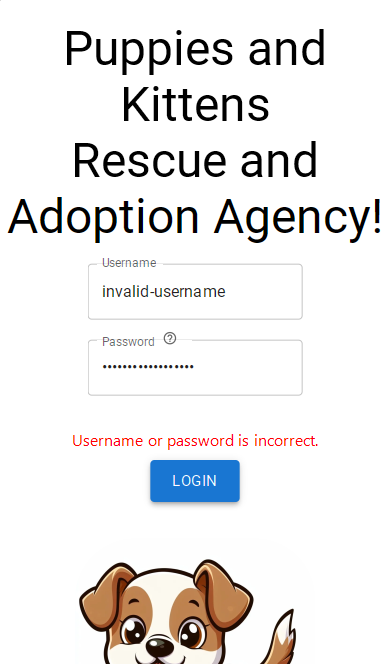 Puppies and
Kittens
Rescue and
Adoption Agency!
Username
invalid-username
Password
•••••••••••••••••
Username or password is incorrect.
LOGIN